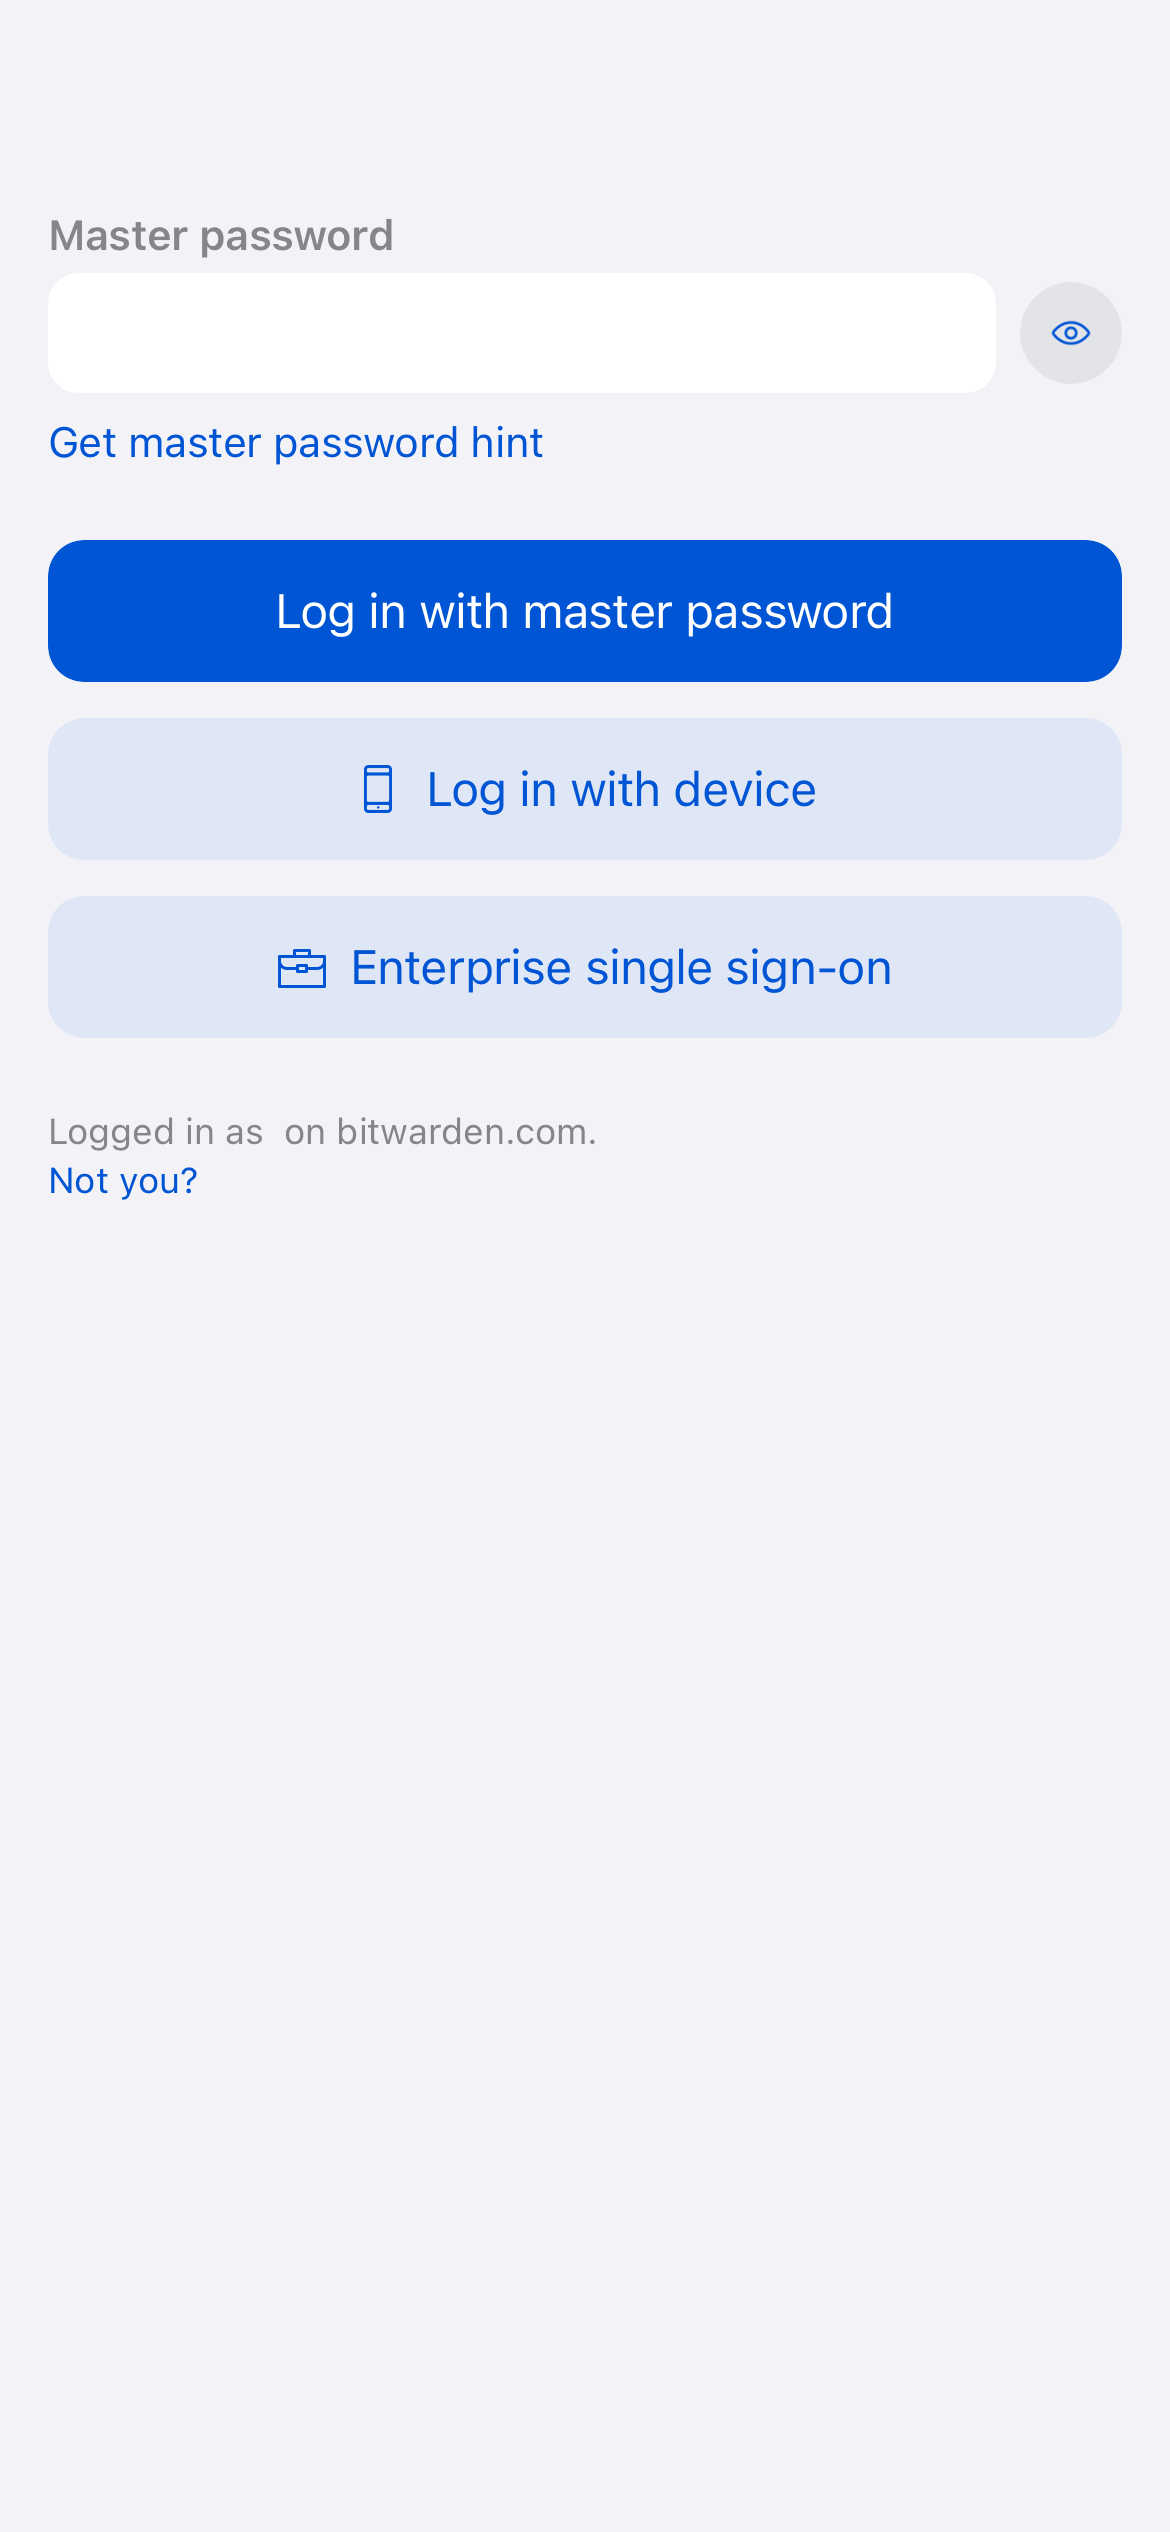 Master password
Get master password hint
Log in with master password
Log in with device
Enterprise single sign-on
Logged in as  on bitwarden.com.
Not you?